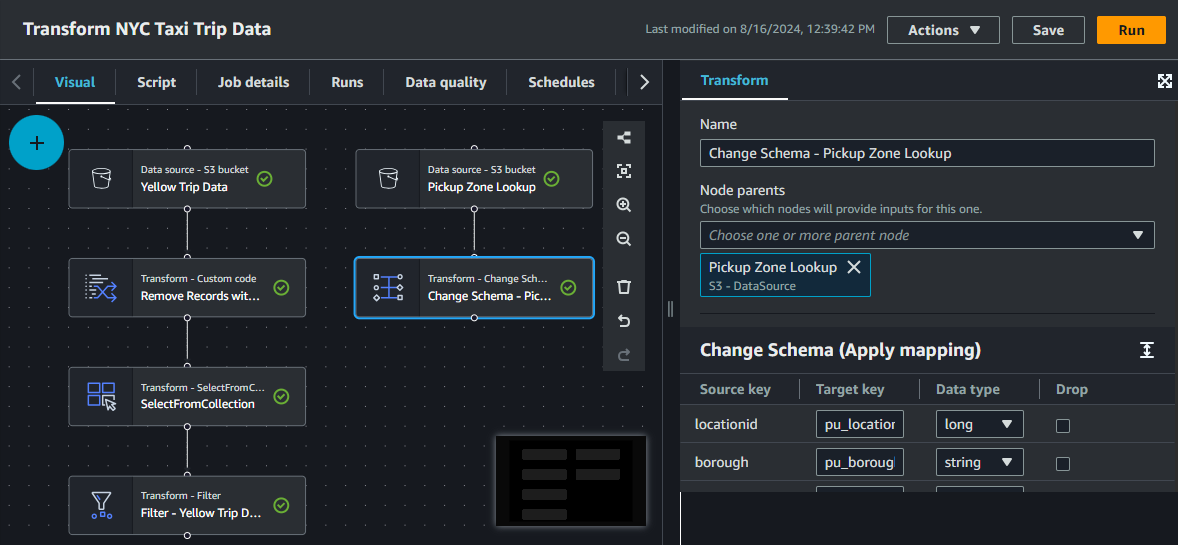 Transform NYC Taxi Trip Data
Last modified on 8/16/2024, 12:39:42 PM
Actions
Save
Run
Visual
Script
Job details
Runs
Data quality
Schedules
Data source - S3 bucket
Yellow Trip Data
Data source - S3 bucket
Pickup Zone Lookup
Transform - Custom code
Remove Records wit...
Transform - Change Sch...
Change Schema - Pic...
Transform - SelectFromC...
SelectFromCollection
Transform - Filter
Filter - Yellow Trip D...
Transform
Name
Change Schema - Pickup Zone Lookup
Node parents
Choose which nodes will provide inputs for this one.
Choose one or more parent node
Pickup Zone Lookup
S3 - DataSource
Change Schema (Apply mapping)
Source key Target key Data type Drop
locationid pu_location long
borough pu_borough string